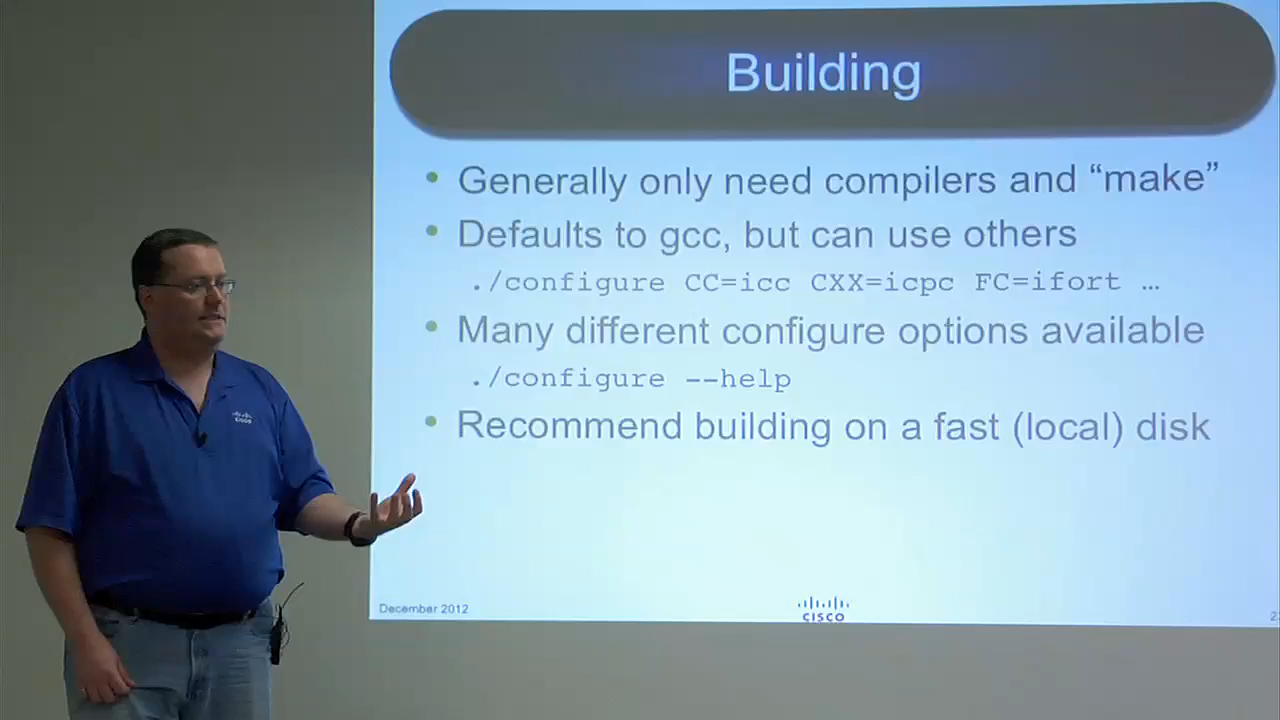 Building
• Generally only need compilers and “make”
• Defaults to gcc, but can use others
./configure CC=icc CXX=icpc FC=ifort …
• Many different configure options available
./configure --help
• Recommend building on a fast (local) disk
December 2012
CISCO
CISCO